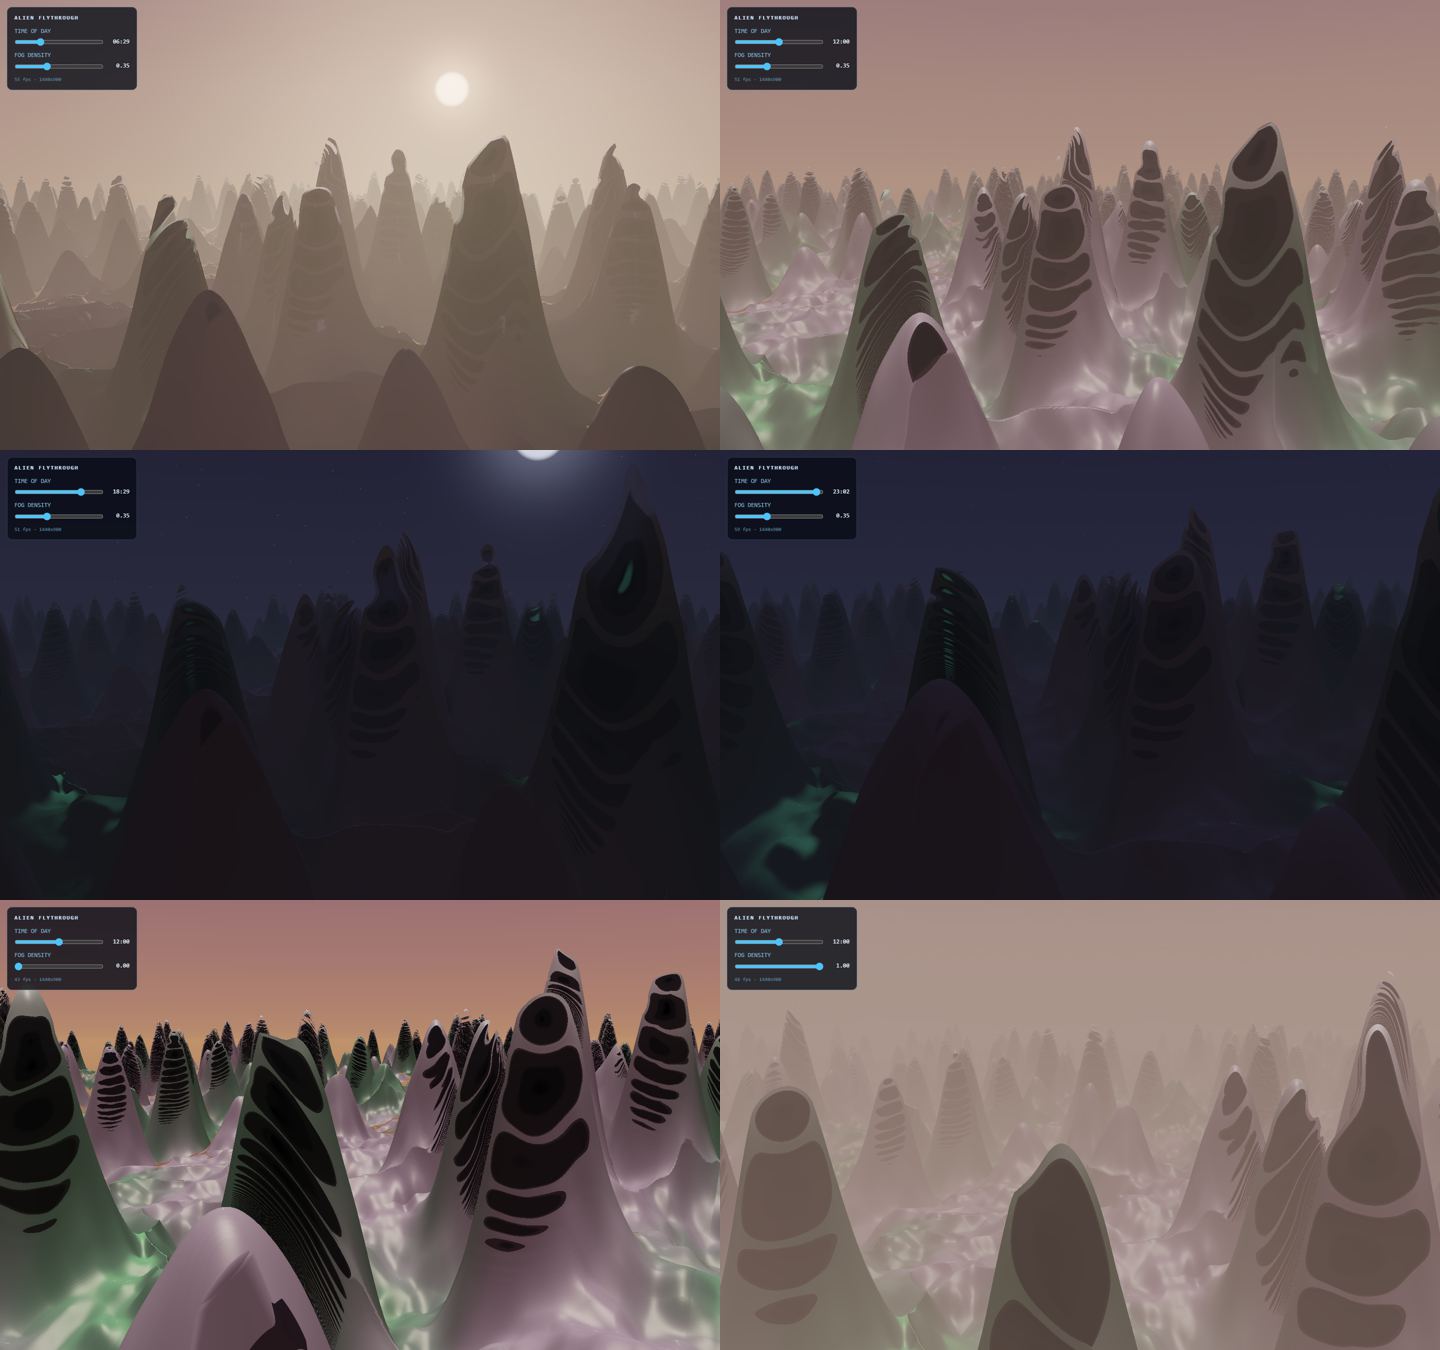 ALIEN FLYTHROUGH
TIME OF DAY
06:29
FOG DENSITY
0.35
ALIEN FLYTHROUGH
TIME OF DAY
12:00
FOG DENSITY
0.35
ALIEN FLYTHROUGH
TIME OF DAY
18:29
FOG DENSITY
0.35
ALIEN FLYTHROUGH
TIME OF DAY
23:02
FOG DENSITY
0.35
ALIEN FLYTHROUGH
TIME OF DAY
12:00
FOG DENSITY
0.00
ALIEN FLYTHROUGH
TIME OF DAY
12:00
FOG DENSITY
1.00